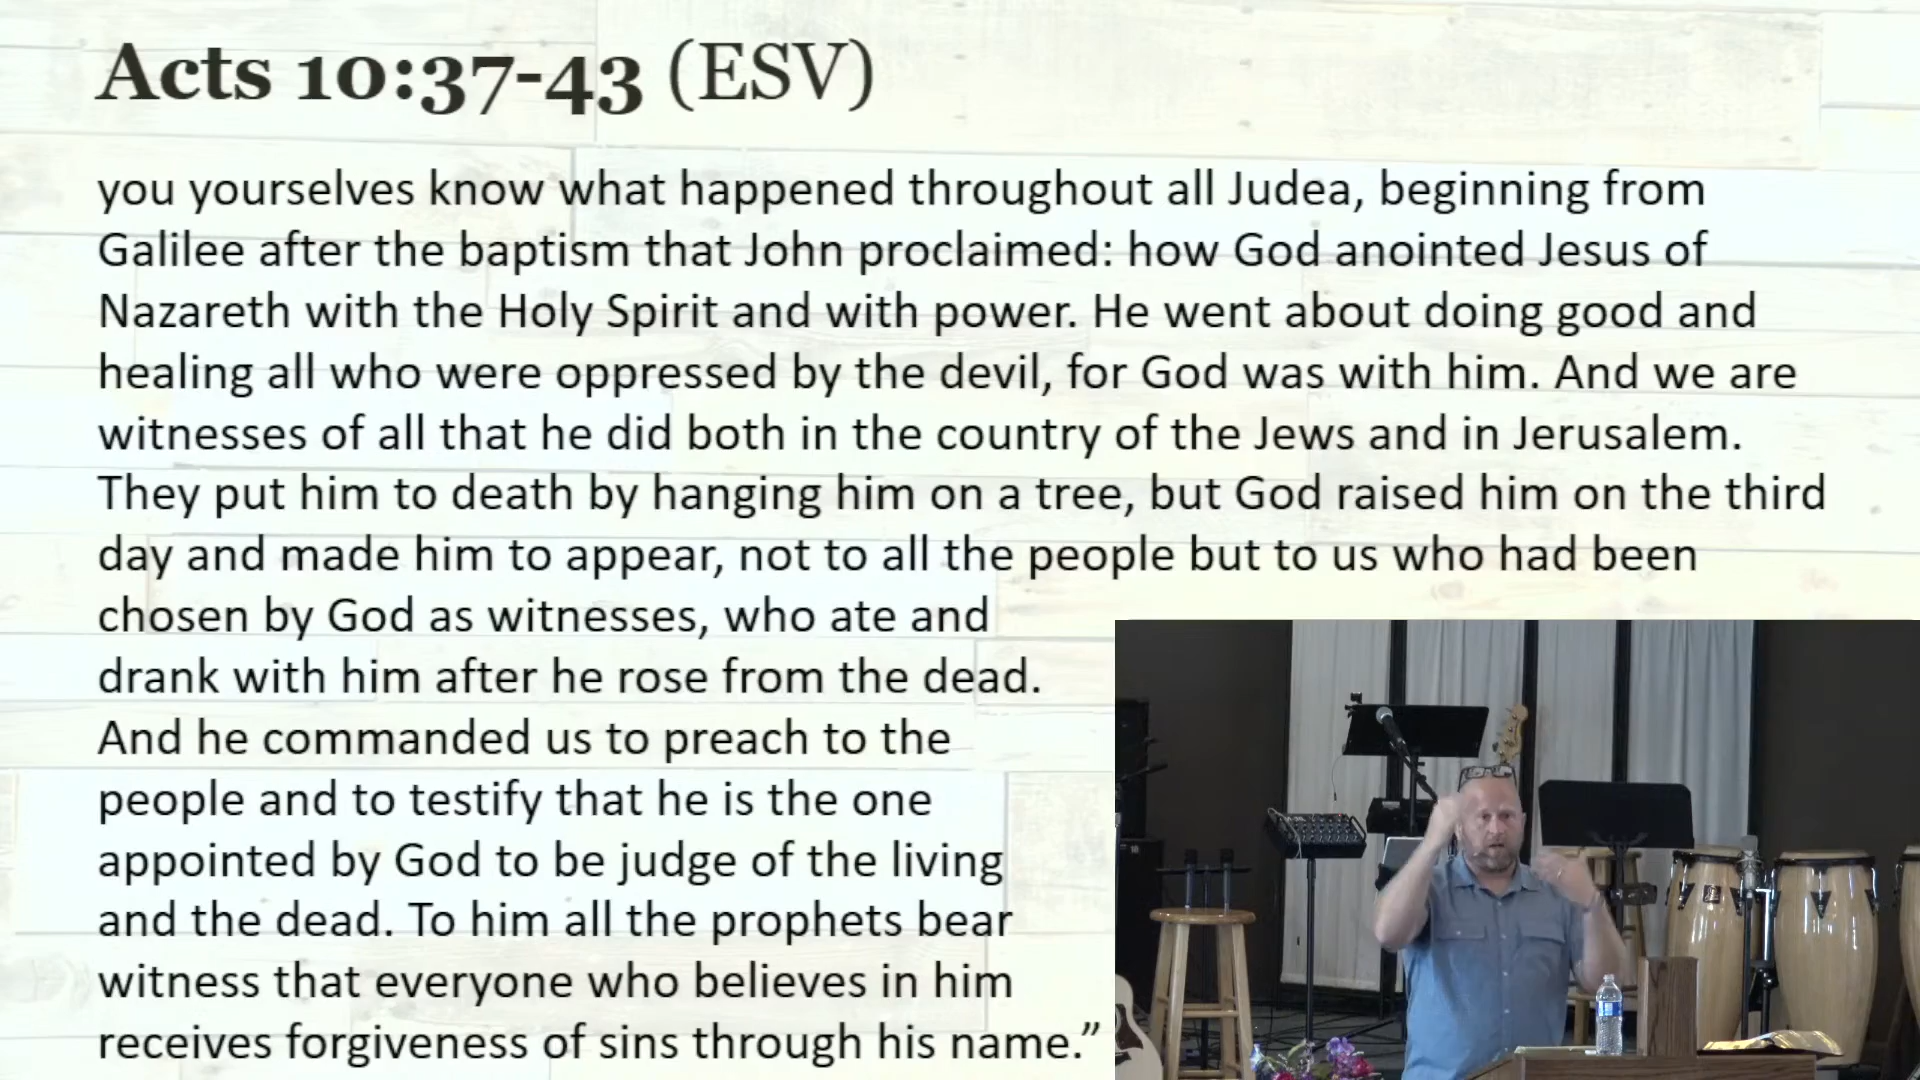 Acts 10:37-43 (ESV)
you yourselves know what happened throughout all Judea, beginning from
Galilee after the baptism that John proclaimed: how God anointed Jesus of
Nazareth with the Holy Spirit and with power. He went about doing good and
healing all who were oppressed by the devil, for God was with him. And we are
witnesses of all that he did both in the country of the Jews and in Jerusalem.
They put him to death by hanging him on a tree, but God raised him on the third
day and made him to appear, not to all the people but to us who had been
chosen by God as witnesses, who ate and
drank with him after he rose from the dead.
And he commanded us to preach to the
people and to testify that he is the one
appointed by God to be judge of the living
and the dead. To him all the prophets bear
witness that everyone who believes in him
receives forgiveness of sins through his name.”